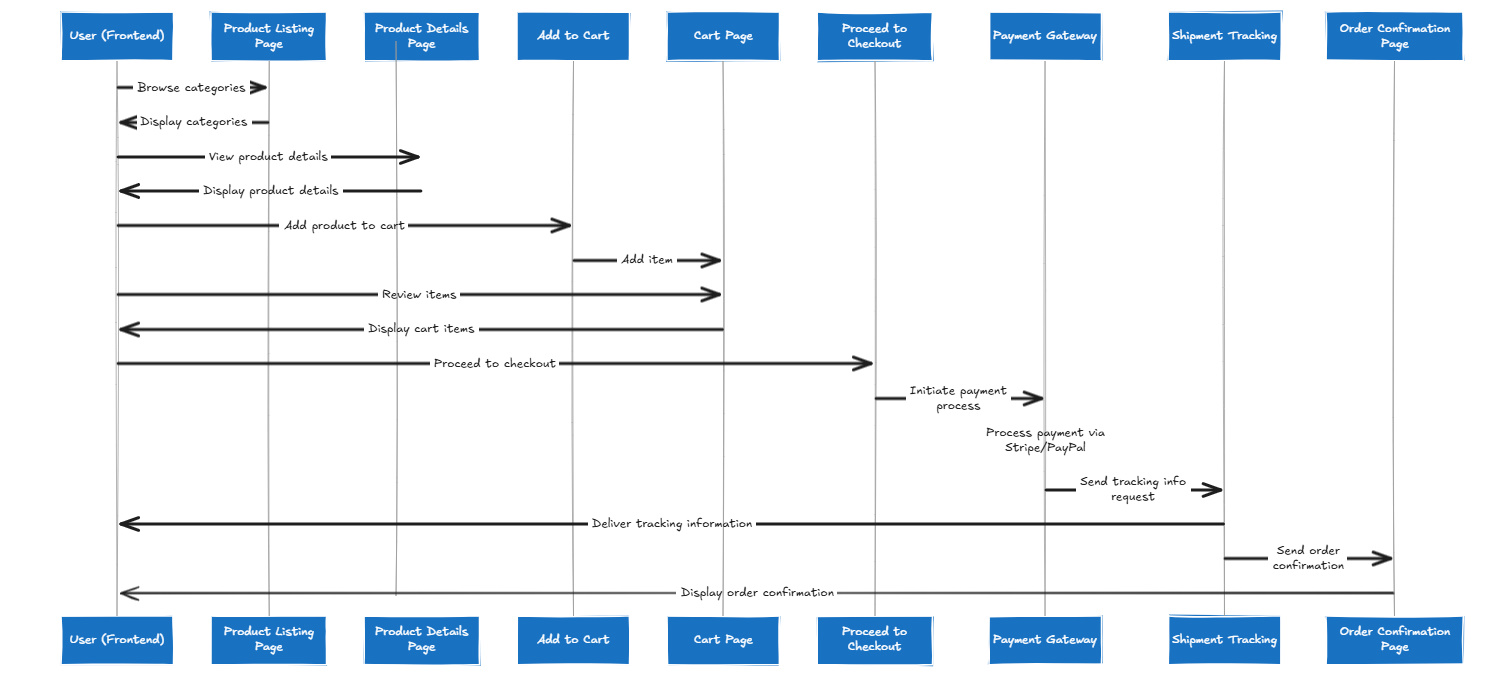 User (Frontend)
Product Listing
Page
Product Details
Page
Add to Cart
Cart Page
Proceed to
Checkout
Payment Gateway
Shipment Tracking
Order Confirmation
Page
Browse categories
Display categories
View product details
Display product details
Add product to cart
Add item
Review items
Display cart items
Proceed to checkout
Initiate payment
process
Process payment via
Stripe/PayPal
Send tracking info
request
Deliver tracking information
Send order
confirmation
Display order confirmation
User (Frontend)
Product Listing
Page
Product Details
Page
Add to Cart
Cart Page
Proceed to
Checkout
Payment Gateway
Shipment Tracking
Order Confirmation
Page